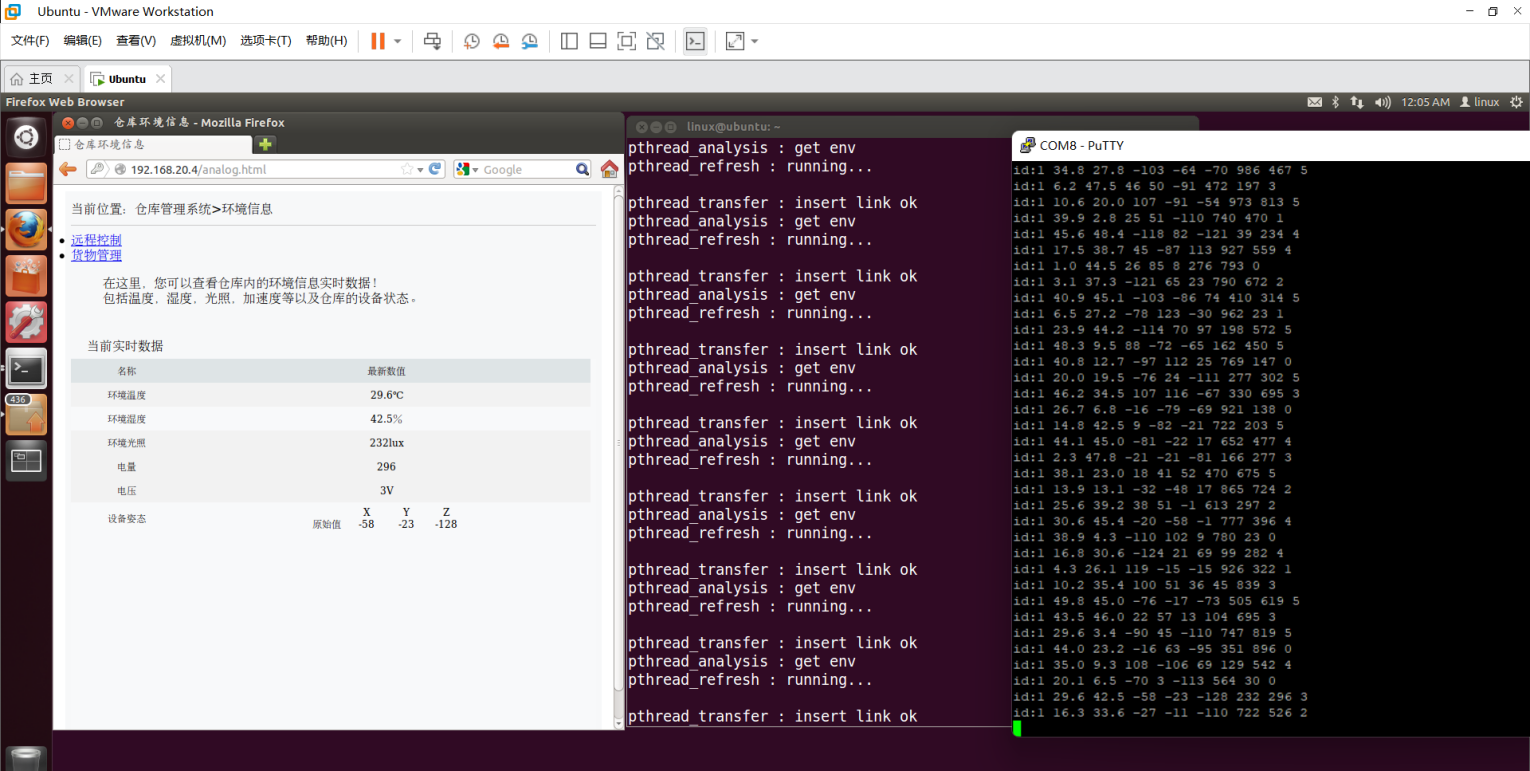 Ubuntu - VMware Workstation
文件(F) 编辑(E) 查看(V) 虚拟机(M) 选项卡(T) 帮助(H)
主页 Ubuntu
Firefox Web Browser 12:05 AM linux
仓库环境信息 - Mozilla Firefox
仓库环境信息
192.168.20.4/analog.html Google
当前位置：仓库管理系统>环境信息
远程控制
货物管理
在这里，您可以查看仓库内的环境信息实时数据！
包括温度，湿度，光照，加速度等以及仓库的设备状态。
当前实时数据
名称 最新数值
环境温度 29.6℃
环境湿度 42.5%
环境光照 232lux
电量 296
电压 3V
设备姿态 原始值 X -58 Y -23 Z -128
436
linux@ubuntu: ~
pthread_analysis : get env
pthread_refresh : running...
pthread_transfer : insert link ok
pthread_analysis : get env
pthread_refresh : running...
pthread_transfer : insert link ok
pthread_analysis : get env
pthread_refresh : running...
pthread_transfer : insert link ok
pthread_analysis : get env
pthread_refresh : running...
pthread_transfer : insert link ok
pthread_analysis : get env
pthread_refresh : running...
pthread_transfer : insert link ok
pthread_analysis : get env
pthread_refresh : running...
pthread_transfer : insert link ok
pthread_analysis : get env
pthread_refresh : running...
pthread_transfer : insert link ok
pthread_analysis : get env
pthread_refresh : running...
pthread_transfer : insert link ok
COM8 - PuTTY
id:1 34.8 27.8 -103 -64 -70 986 467 5
id:1 6.2 47.5 46 50 -91 472 197 3
id:1 10.6 20.0 107 -91 -54 973 813 5
id:1 39.9 2.8 25 51 -110 740 470 1
id:1 45.6 48.4 -118 82 -121 39 234 4
id:1 17.5 38.7 45 -87 113 927 559 4
id:1 1.0 44.5 26 85 8 276 793 0
id:1 3.1 37.3 -121 65 23 790 672 2
id:1 40.9 45.1 -103 -86 74 410 314 5
id:1 6.5 27.2 -78 123 -30 962 23 1
id:1 23.9 44.2 -114 70 97 198 572 5
id:1 48.3 9.5 88 -72 -65 162 450 5
id:1 40.8 12.7 -97 112 25 769 147 0
id:1 20.0 19.5 -76 24 -111 277 302 5
id:1 46.2 34.5 107 116 -67 330 695 3
id:1 26.7 6.8 -16 -79 -69 921 138 0
id:1 14.8 42.5 9 -82 -21 722 203 5
id:1 44.1 45.0 -81 -22 17 652 477 4
id:1 2.3 47.8 -21 -21 -81 166 277 3
id:1 38.1 23.0 18 41 52 470 675 5
id:1 13.9 13.1 -32 -48 17 865 724 2
id:1 25.6 39.2 38 51 -1 613 297 2
id:1 30.6 45.4 -20 -58 -1 777 396 4
id:1 38.9 4.3 -110 102 9 780 23 0
id:1 16.8 30.6 -124 21 69 99 282 4
id:1 4.3 26.1 119 -15 -15 926 322 1
id:1 10.2 35.4 100 51 36 45 839 3
id:1 49.8 45.0 -76 -17 -73 505 619 5
id:1 43.5 46.0 22 57 13 104 695 3
id:1 29.6 3.4 -90 45 -110 747 819 5
id:1 44.0 23.2 -16 63 -95 351 896 0
id:1 35.0 9.3 108 -106 69 129 542 4
id:1 20.1 6.5 -70 3 -113 564 30 0
id:1 29.6 42.5 -58 -23 -128 232 296 3
id:1 16.3 33.6 -27 -11 -110 722 526 2